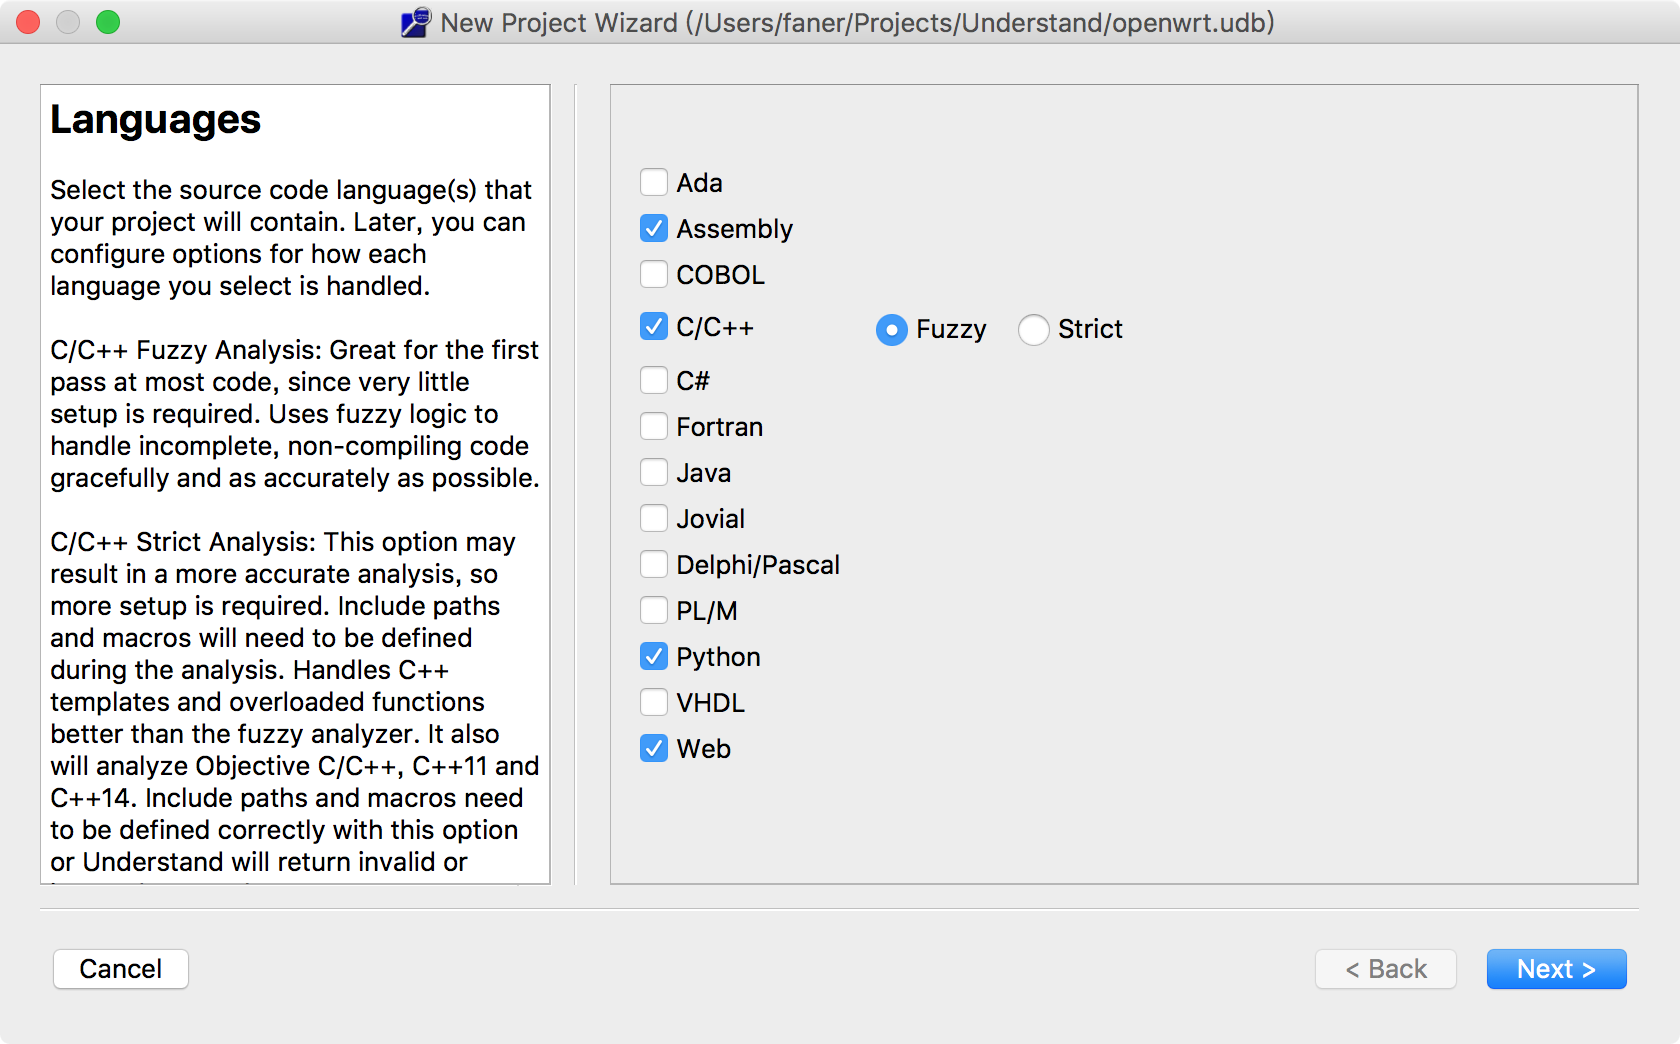 New Project Wizard (/Users/faner/Projects/Understand/openwrt.udb)
Languages
Select the source code language(s) that
your project will contain. Later, you can
configure options for how each
language you select is handled.
C/C++ Fuzzy Analysis: Great for the first
pass at most code, since very little
setup is required. Uses fuzzy logic to
handle incomplete, non-compiling code
gracefully and as accurately as possible.
C/C++ Strict Analysis: This option may
result in a more accurate analysis, so
more setup is required. Include paths
and macros will need to be defined
during the analysis. Handles C++
templates and overloaded functions
better than the fuzzy analyzer. It also
will analyze Objective C/C++, C++11 and
C++14. Include paths and macros need
to be defined correctly with this option
or Understand will return invalid or
Ada
Assembly
COBOL
C/C++ Fuzzy Strict
C#
Fortran
Java
Jovial
Delphi/Pascal
PL/M
Python
VHDL
Web
Cancel
< Back
Next >